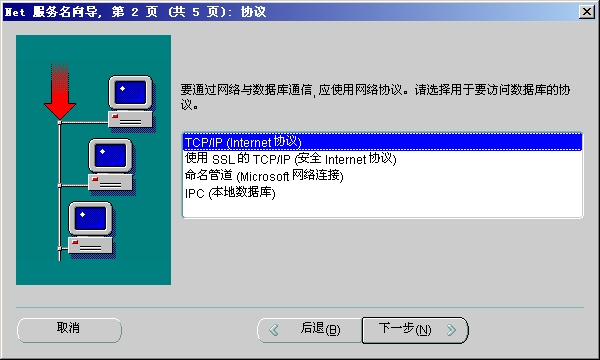 Net 服务名向导, 第 2 页 (共 5 页): 协议
要通过网络与数据库通信, 应使用网络协议。请选择用于要访问数据库的协
议。
TCP/IP (Internet 协议)
使用 SSL 的 TCP/IP (安全 Internet 协议)
命名管道 (Microsoft 网络连接)
IPC (本地数据库)
取消
后退(B)
下一步(N)